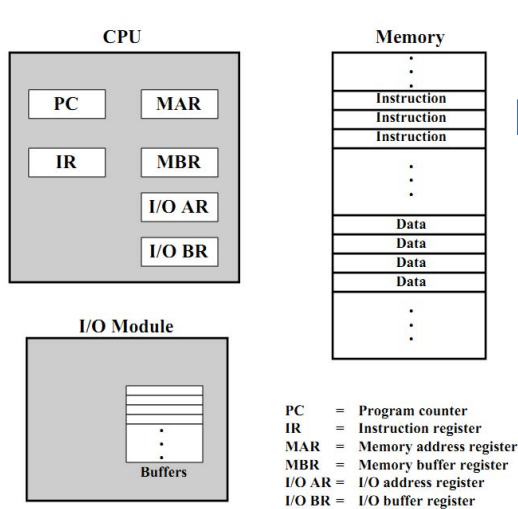 CPU
PC
MAR
IR
MBR
I/O AR
I/O BR
Memory
Instruction
Instruction
Instruction
Data
Data
Data
Data
I/O Module
Buffers
PC = Program counter
IR = Instruction register
MAR = Memory address register
MBR = Memory buffer register
I/O AR = I/O address register
I/O BR = I/O buffer register